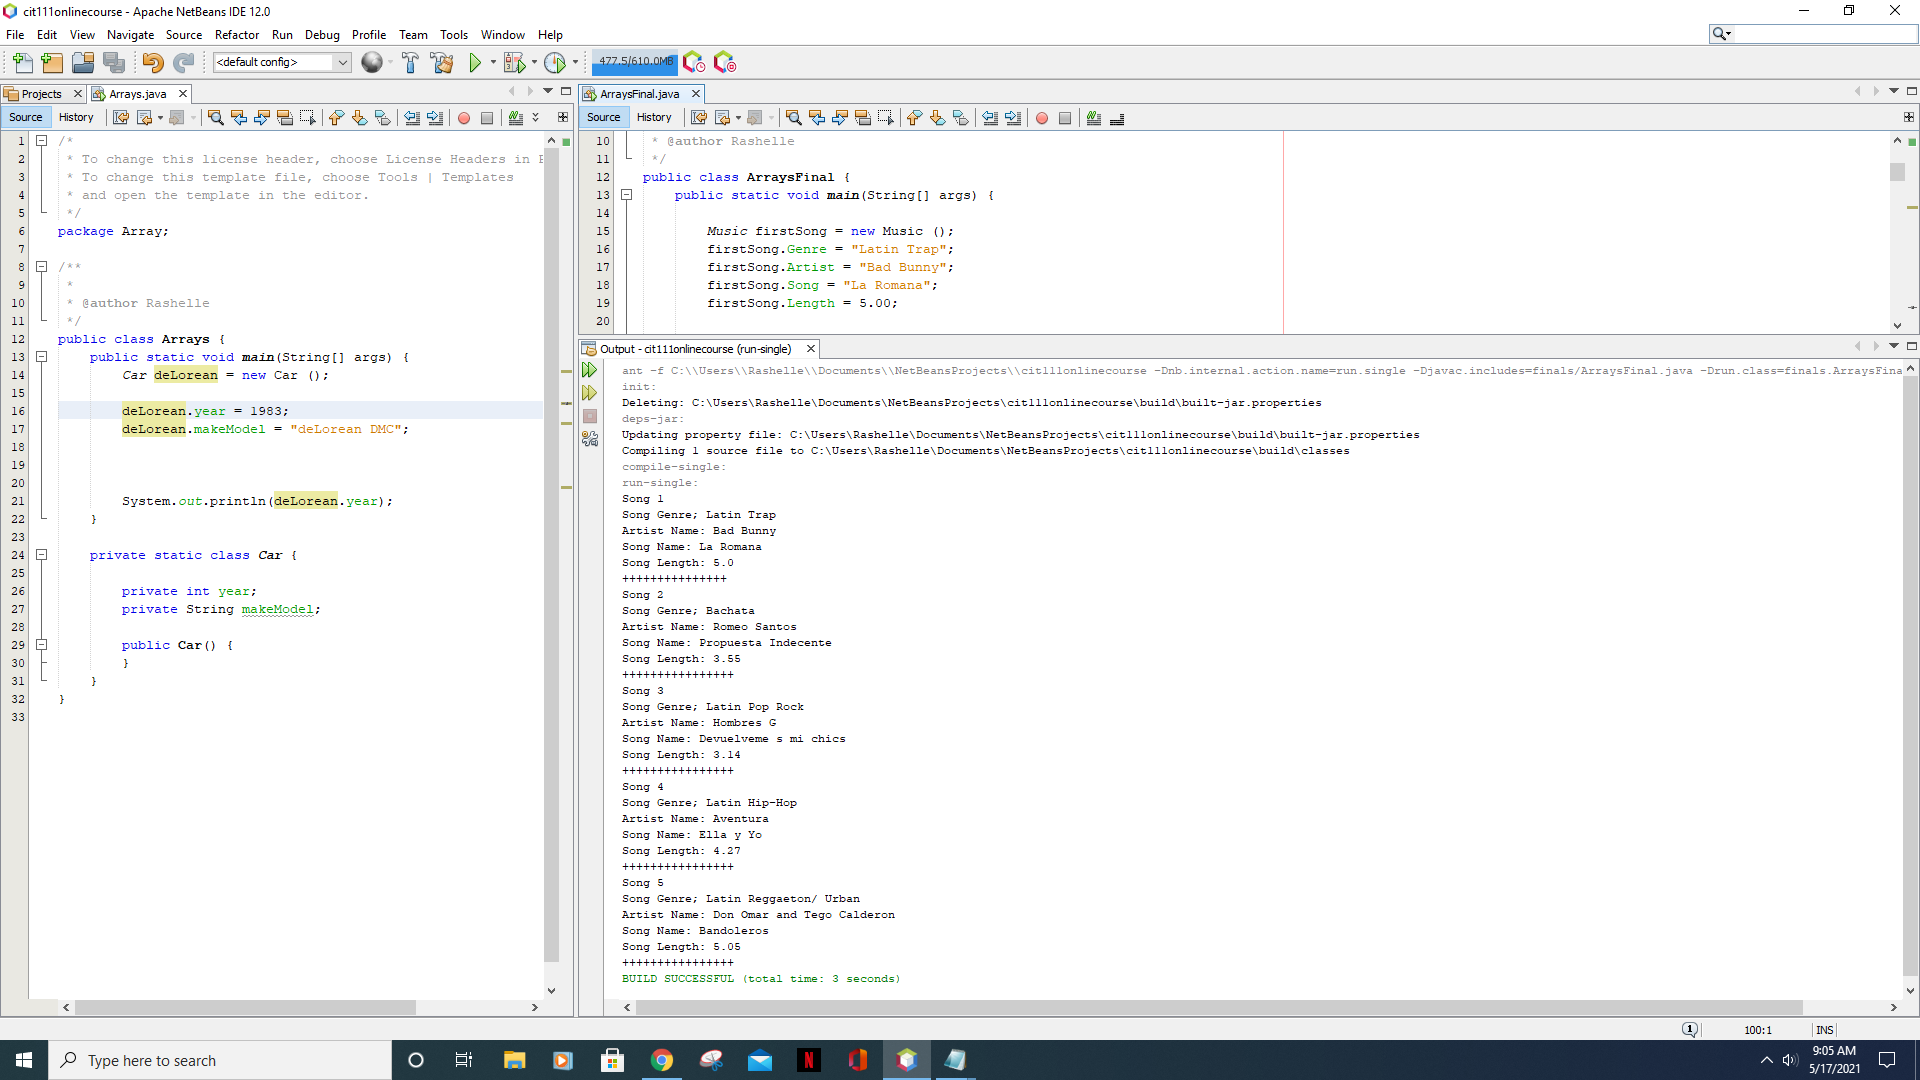 cit111onlinecourse - Apache NetBeans IDE 12.0
File Edit View Navigate Source Refactor Run Debug Profile Team Tools Window Help
<default config>
477.5/610.0MB
Projects
Arrays.java
Source History
1 /*
2 * To change this license header, choose License Headers in P
3 * To change this template file, choose Tools | Templates
4 * and open the template in the editor.
5 */
6 package Array;
7
8 /**
9 *
10 * @author Rashelle
11 */
12 public class Arrays {
13 public static void main(String[] args) {
14 Car deLorean = new Car ();
15
16 deLorean.year = 1983;
17 deLorean.makeModel = "deLorean DMC";
18
19
20
21 System.out.println(deLorean.year);
22 }
23
24 private static class Car {
25
26 private int year;
27 private String makeModel;
28
29 public Car() {
30 }
31 }
32 }
33
ArraysFinal.java
Source History
10 * @author Rashelle
11 */
12 public class ArraysFinal {
13 public static void main(String[] args) {
14
15 Music firstSong = new Music ();
16 firstSong.Genre = "Latin Trap";
17 firstSong.Artist = "Bad Bunny";
18 firstSong.Song = "La Romana";
19 firstSong.Length = 5.00;
20
Output - cit111onlinecourse (run-single)
ant -f C:\\Users\\Rashelle\\Documents\\NetBeansProjects\\cit111onlinecourse -Dnb.internal.action.name=run.single -Djavac.includes=finals/ArraysFinal.java -Drun.class=finals.ArraysFina
init:
Deleting: C:\Users\Rashelle\Documents\NetBeansProjects\cit111onlinecourse\build\built-jar.properties
deps-jar:
Updating property file: C:\Users\Rashelle\Documents\NetBeansProjects\cit111onlinecourse\build\built-jar.properties
Compiling 1 source file to C:\Users\Rashelle\Documents\NetBeansProjects\cit111onlinecourse\build\classes
compile-single:
run-single:
Song 1
Song Genre; Latin Trap
Artist Name: Bad Bunny
Song Name: La Romana
Song Length: 5.0
+++++++++++++++
Song 2
Song Genre; Bachata
Artist Name: Romeo Santos
Song Name: Propuesta Indecente
Song Length: 3.55
++++++++++++++++
Song 3
Song Genre; Latin Pop Rock
Artist Name: Hombres G
Song Name: Devuelveme s mi chics
Song Length: 3.14
++++++++++++++++
Song 4
Song Genre; Latin Hip-Hop
Artist Name: Aventura
Song Name: Ella y Yo
Song Length: 4.27
++++++++++++++++
Song 5
Song Genre; Latin Reggaeton/ Urban
Artist Name: Don Omar and Tego Calderon
Song Name: Bandoleros
Song Length: 5.05
++++++++++++++++
BUILD SUCCESSFUL (total time: 3 seconds)
1
100:1
INS
Type here to search
N
9:05 AM
5/17/2021